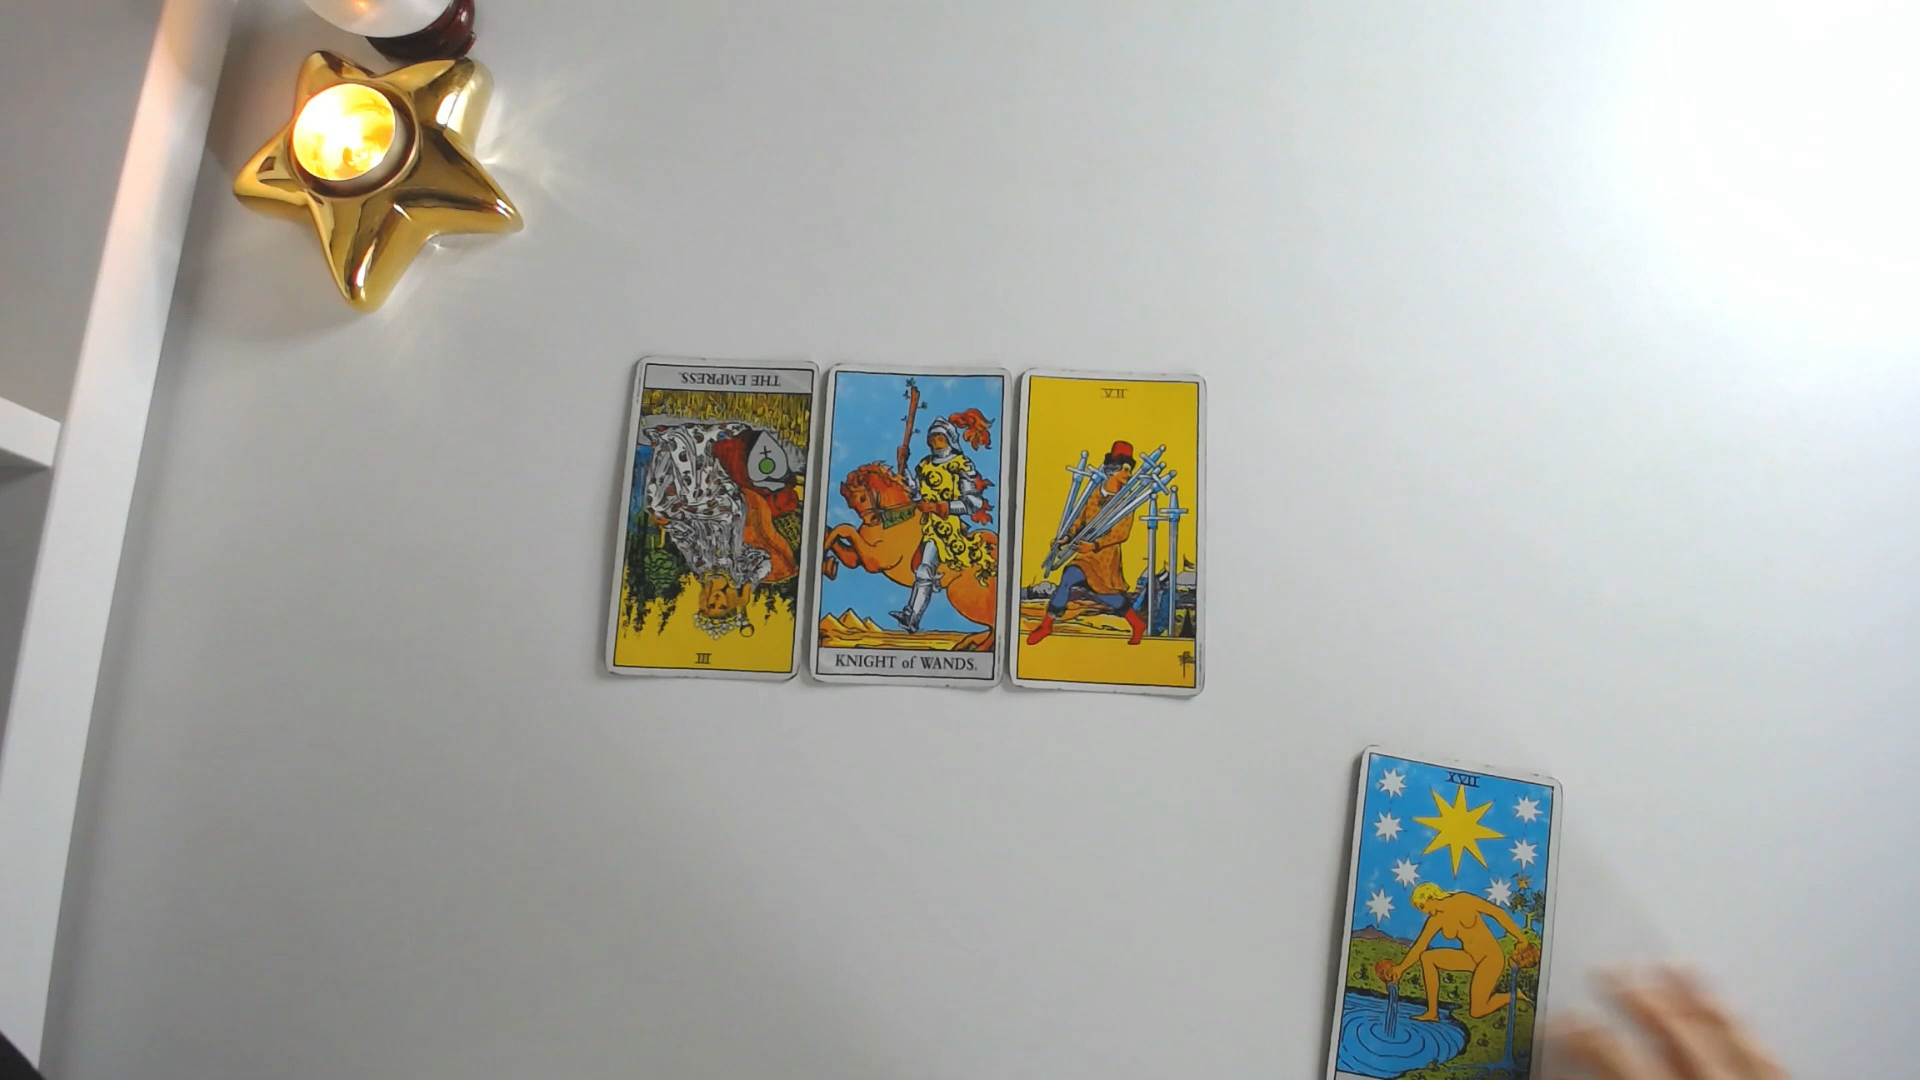 THE EMPRESS.
III
KNIGHT of WANDS.
VII
XVII